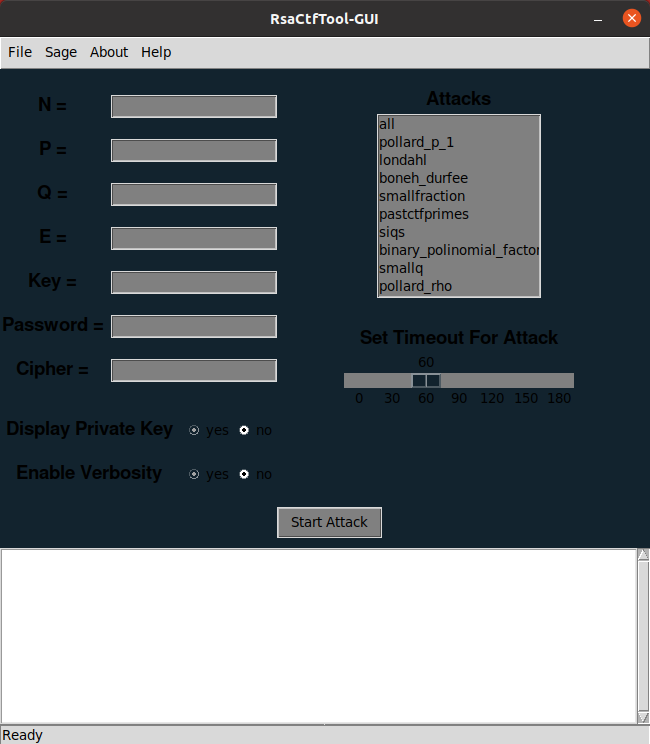 RsaCtfTool-GUI
File Sage About Help
N =
P =
Q =
E =
Key =
Password =
Cipher =
Display Private Key yes no
Enable Verbosity yes no
Attacks
all
pollard_p_1
londahl
boneh_durfee
smallfraction
pastctfprimes
siqs
binary_polinomial_factor
smallq
pollard_rho
Set Timeout For Attack
60
0 30 60 90 120 150 180
Start Attack
Ready